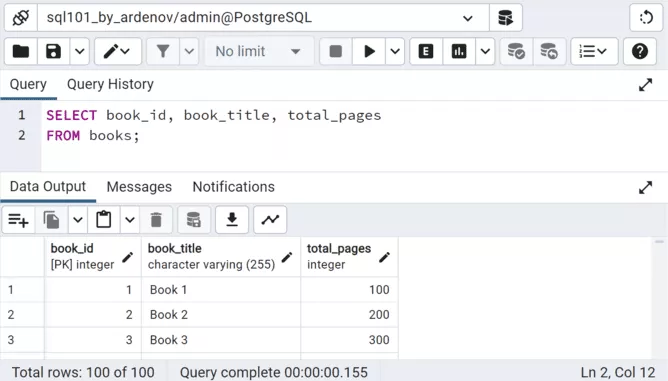 sql101_by_ardenov/admin@PostgreSQL
No limit
E
Query Query History
1 SELECT book_id, book_title, total_pages
2 FROM books;
Data Output Messages Notifications
book_id book_title total_pages
[PK] integer character varying (255) integer
1 1 Book 1 100
2 2 Book 2 200
3 3 Book 3 300
Total rows: 100 of 100 Query complete 00:00:00.155 Ln 2, Col 12